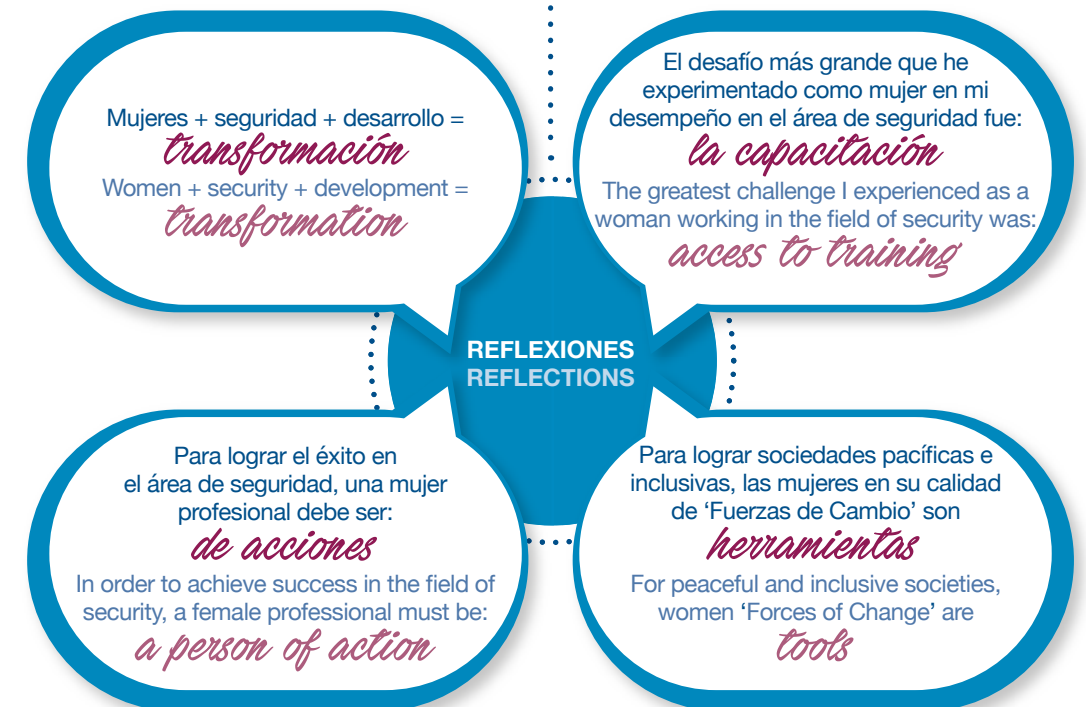 Mujeres + seguridad + desarrollo =
transformación
Women + security + development =
transformation
El desafío más grande que he
experimentado como mujer en mi
desempeño en el área de seguridad fue:
la capacitación
The greatest challenge I experienced as a
woman working in the field of security was:
access to training
REFLEXIONES
REFLECTIONS
Para lograr el éxito en
el área de seguridad, una mujer
profesional debe ser:
de acciones
In order to achieve success in the field of
security, a female professional must be:
a person of action
Para lograr sociedades pacíficas e
inclusivas, las mujeres en su calidad
de ‘Fuerzas de Cambio’ son
herramientas
For peaceful and inclusive societies,
women ‘Forces of Change’ are
tools